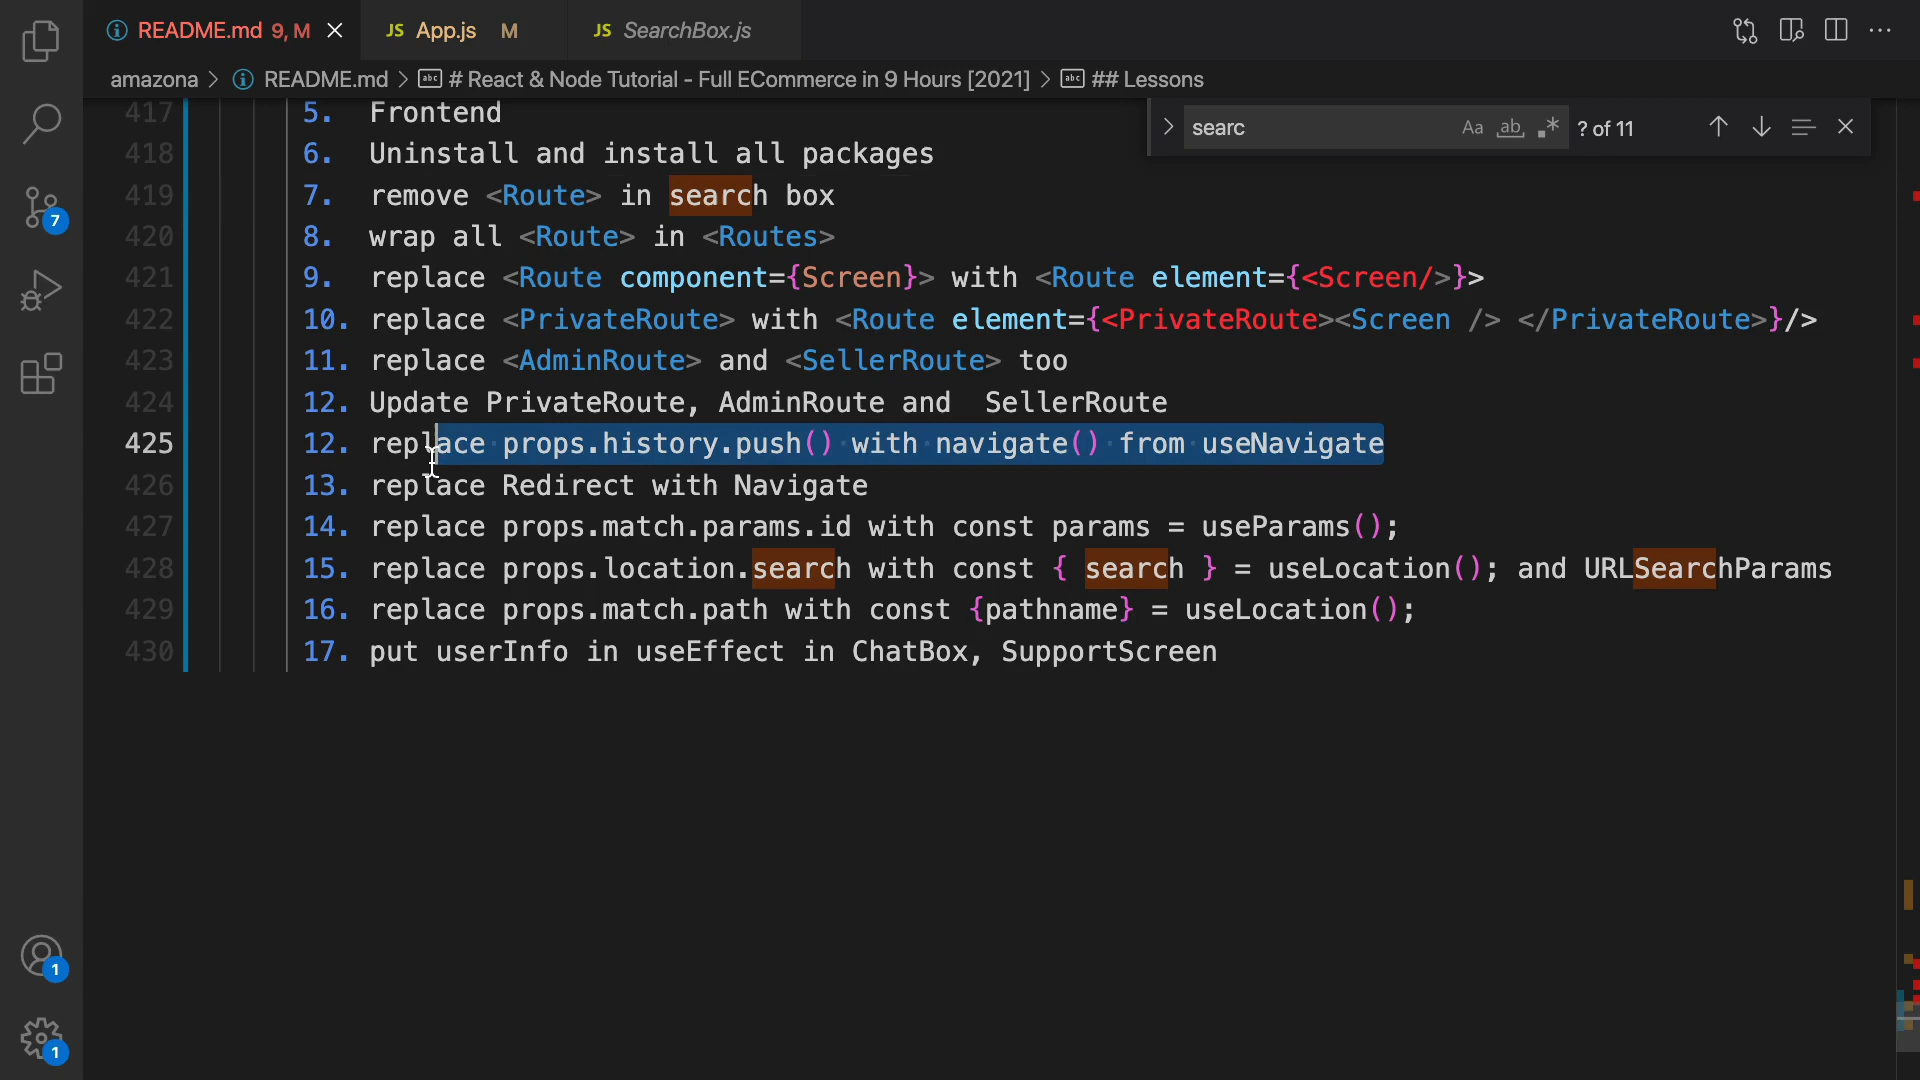 README.md 9, M
JS App.js M
JS SearchBox.js
amazona > README.md > # React & Node Tutorial - Full ECommerce in 9 Hours [2021] > ## Lessons
searc Aa ab ? of 11
417 5. Frontend
418 6. Uninstall and install all packages
419 7. remove <Route> in search box
420 8. wrap all <Route> in <Routes>
421 9. replace <Route component={Screen}> with <Route element={<Screen/>}>
422 10. replace <PrivateRoute> with <Route element={<PrivateRoute><Screen /> </PrivateRoute>}/>
423 11. replace <AdminRoute> and <SellerRoute> too
424 12. Update PrivateRoute, AdminRoute and  SellerRoute
425 12. replace props.history.push() with navigate() from useNavigate
426 13. replace Redirect with Navigate
427 14. replace props.match.params.id with const params = useParams();
428 15. replace props.location.search with const { search } = useLocation(); and URLSearchParams
429 16. replace props.match.path with const {pathname} = useLocation();
430 17. put userInfo in useEffect in ChatBox, SupportScreen
7
1
1